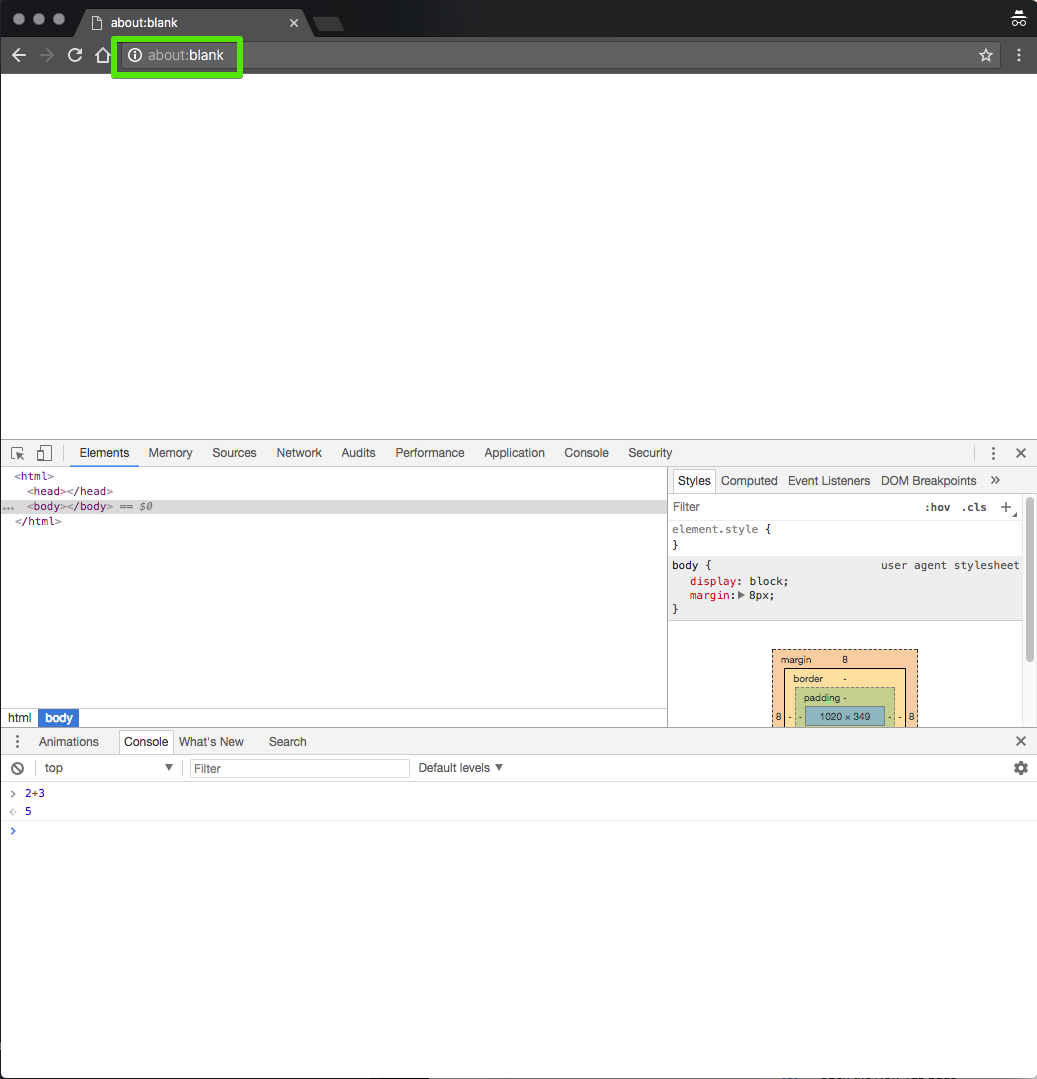 about:blank
about:blank
Elements Memory Sources Network Audits Performance Application Console Security
<html>
<head></head>
<body></body> == $0
</html>
html body
Styles Computed Event Listeners DOM Breakpoints »
Filter :hov .cls +
element.style {
}
body { user agent stylesheet
display: block;
margin: 8px;
}
margin 8
border -
padding -
8 - - 1020 × 349 - - 8
Animations Console What's New Search
top Filter Default levels
> 2+3
5
>